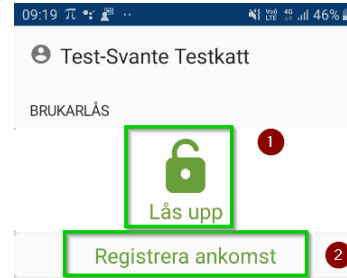 09:19 π
46%
Test-Svante Testkatt
BRUKARLÅS
1
Lås upp
Registrera ankomst
2